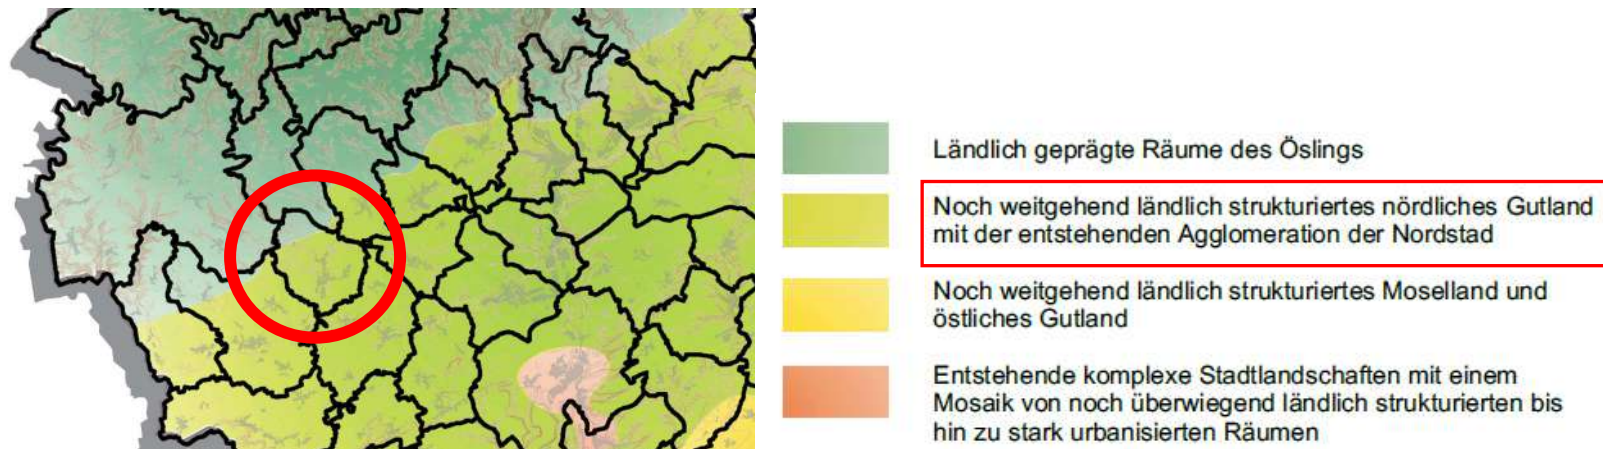 Ländlich geprägte Räume des Öslings
Noch weitgehend ländlich strukturiertes nördliches Gutland
mit der entstehenden Agglomeration der Nordstad
Noch weitgehend ländlich strukturiertes Moselland und
östliches Gutland
Entstehende komplexe Stadtlandschaften mit einem
Mosaik von noch überwiegend ländlich strukturierten bis
hin zu stark urbanisierten Räumen